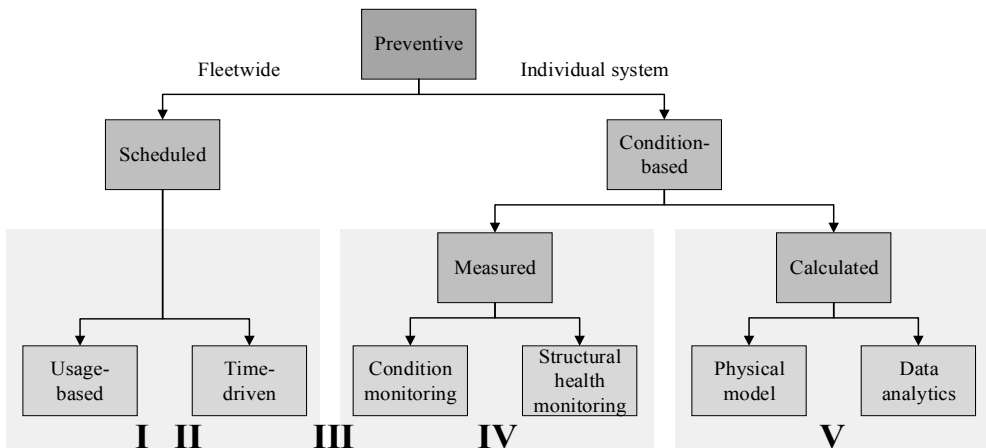 Preventive
Fleetwide
Individual system
Scheduled
Condition-
based
Measured
Calculated
Usage-
based
Time-
driven
Condition
monitoring
Structural
health
monitoring
Physical
model
Data
analytics
I II III IV V